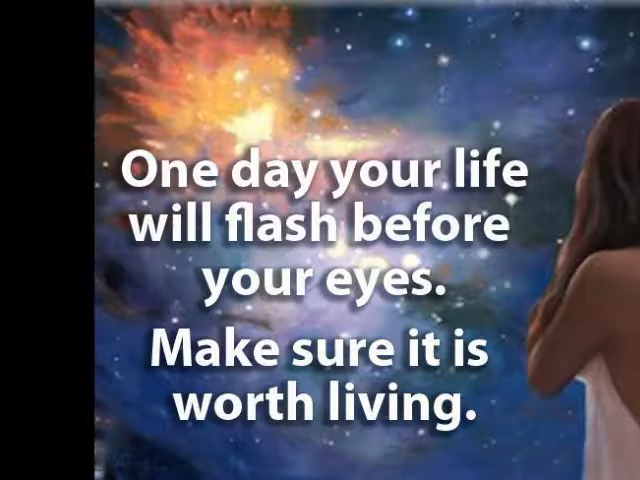 One day your life
will flash before
your eyes.
Make sure it is
worth living.